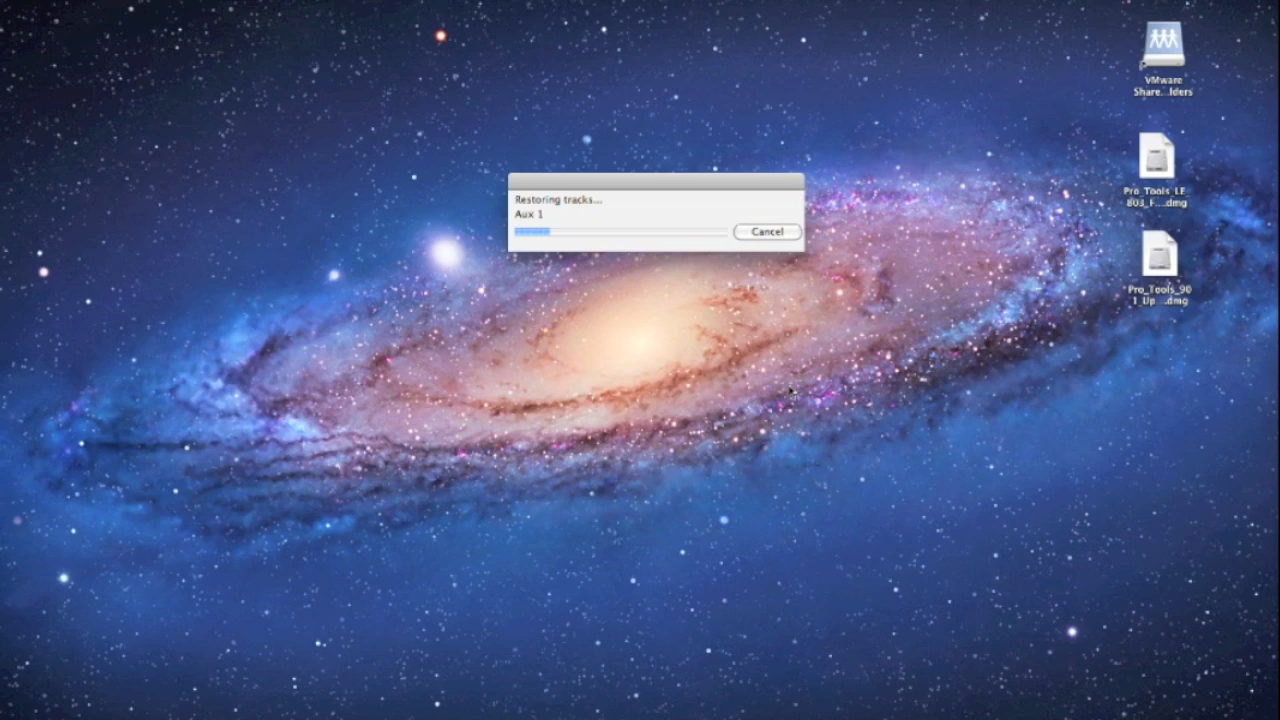 Restoring tracks...
Aux 1
Cancel
VMware
Share...lders
Pro_Tools_LE
803_F....dmg
Pro_Tools_90
1_Up ...dmg